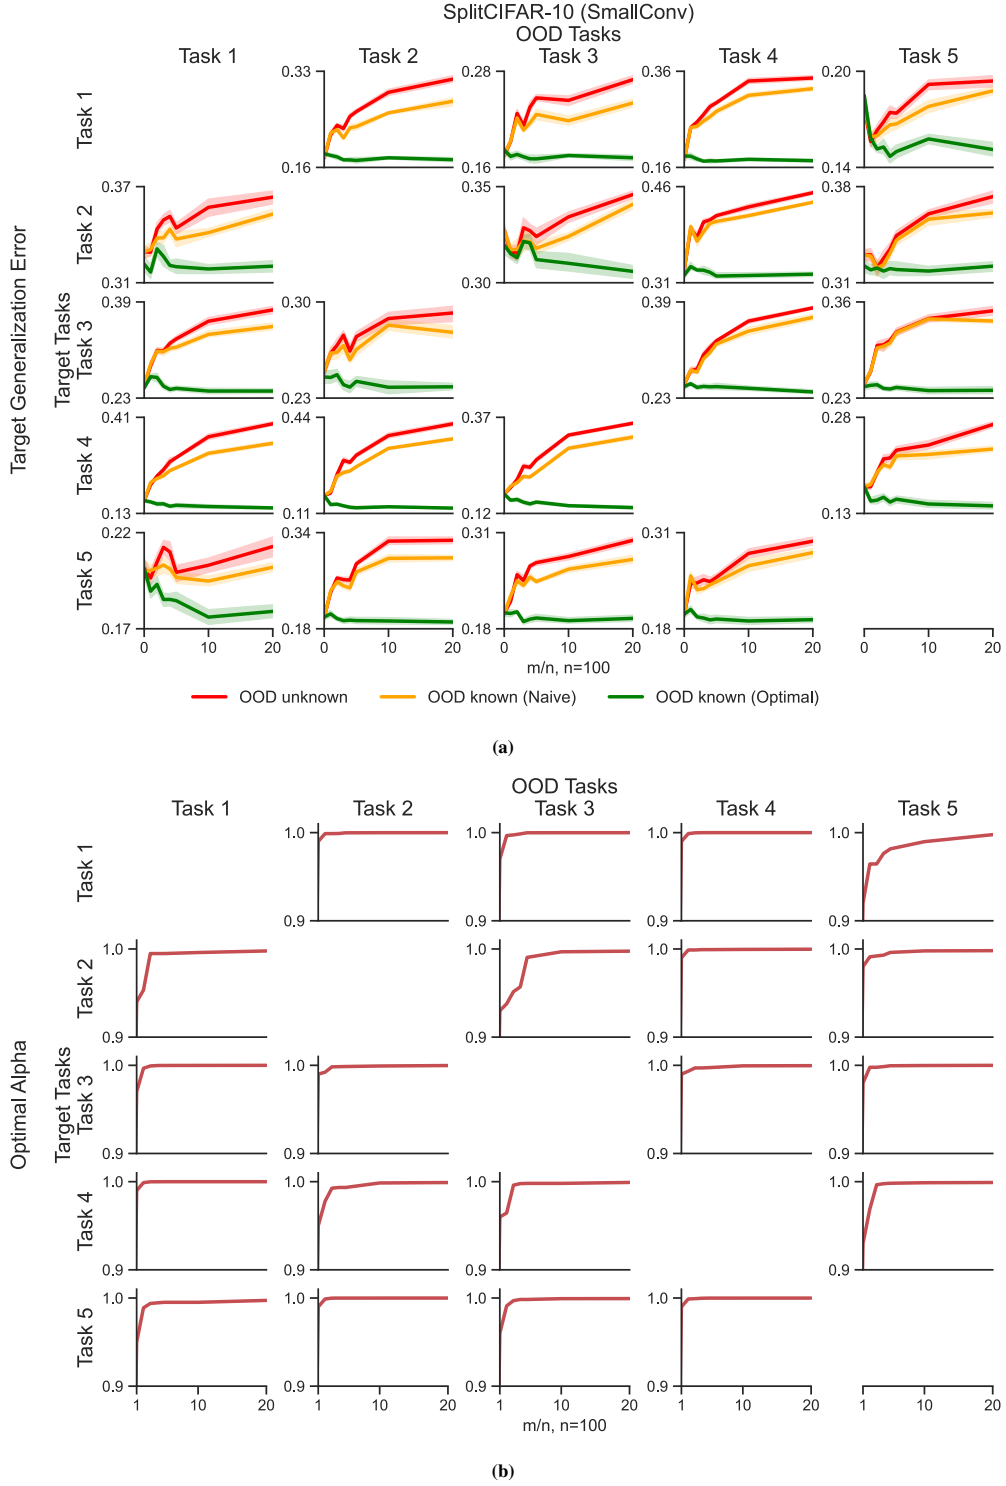 SplitCIFAR-10 (SmallConv)
OOD Tasks
Task 1 Task 2 Task 3 Task 4 Task 5
Target Generalization Error
Target Tasks
Task 1
0.33 0.28 0.36 0.20
0.16 0.16 0.16 0.14
Task 2
0.37 0.35 0.46 0.38
0.31 0.30 0.31 0.31
Task 3
0.39 0.30 0.39 0.36
0.23 0.23 0.23 0.23
Task 4
0.41 0.44 0.37 0.28
0.13 0.11 0.12 0.13
Task 5
0.22 0.34 0.31 0.31
0.17 0.18 0.18 0.18
0 10 20 0 10 20 0 10 20 0 10 20 0 10 20
m/n, n=100
OOD unknown OOD known (Naive) OOD known (Optimal)
(a)
OOD Tasks
Task 1 Task 2 Task 3 Task 4 Task 5
Optimal Alpha
Target Tasks
Task 1
1.0 1.0 1.0 1.0
0.9 0.9 0.9 0.9
Task 2
1.0 1.0 1.0 1.0
0.9 0.9 0.9 0.9
Task 3
1.0 1.0 1.0 1.0
0.9 0.9 0.9 0.9
Task 4
1.0 1.0 1.0 1.0
0.9 0.9 0.9 0.9
Task 5
1.0 1.0 1.0 1.0
0.9 0.9 0.9 0.9
1 10 20 1 10 20 1 10 20 1 10 20 1 10 20
m/n, n=100
(b)